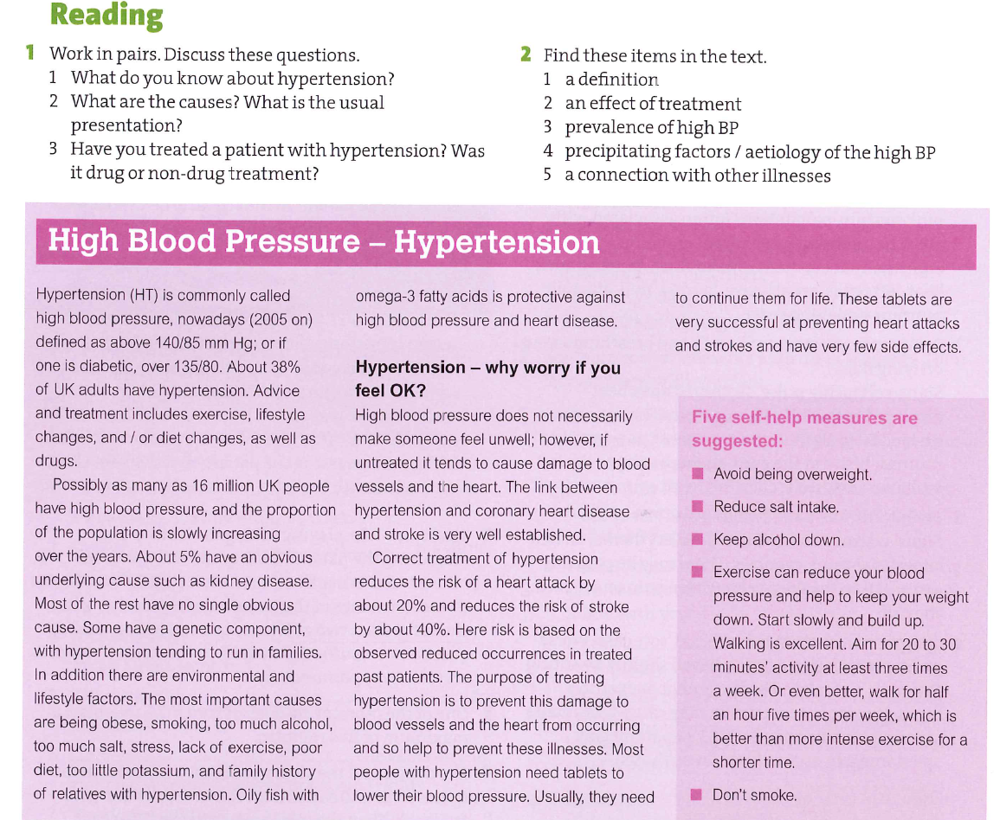 Reading
1 Work in pairs. Discuss these questions.
1 What do you know about hypertension?
2 What are the causes? What is the usual
presentation?
3 Have you treated a patient with hypertension? Was
it drug or non-drug treatment?
2 Find these items in the text.
1 a definition
2 an effect of treatment
3 prevalence of high BP
4 precipitating factors / aetiology of the high BP
5 a connection with other illnesses
High Blood Pressure – Hypertension
Hypertension (HT) is commonly called
high blood pressure, nowadays (2005 on)
defined as above 140/85 mm Hg; or if
one is diabetic, over 135/80. About 38%
of UK adults have hypertension. Advice
and treatment includes exercise, lifestyle
changes, and / or diet changes, as well as
drugs.
Possibly as many as 16 million UK people
have high blood pressure, and the proportion
of the population is slowly increasing
over the years. About 5% have an obvious
underlying cause such as kidney disease.
Most of the rest have no single obvious
cause. Some have a genetic component,
with hypertension tending to run in families.
In addition there are environmental and
lifestyle factors. The most important causes
are being obese, smoking, too much alcohol,
too much salt, stress, lack of exercise, poor
diet, too little potassium, and family history
of relatives with hypertension. Oily fish with
omega-3 fatty acids is protective against
high blood pressure and heart disease.
Hypertension – why worry if you
feel OK?
High blood pressure does not necessarily
make someone feel unwell; however, if
untreated it tends to cause damage to blood
vessels and the heart. The link between
hypertension and coronary heart disease
and stroke is very well established.
Correct treatment of hypertension
reduces the risk of a heart attack by
about 20% and reduces the risk of stroke
by about 40%. Here risk is based on the
observed reduced occurrences in treated
past patients. The purpose of treating
hypertension is to prevent this damage to
blood vessels and the heart from occurring
and so help to prevent these illnesses. Most
people with hypertension need tablets to
lower their blood pressure. Usually, they need
to continue them for life. These tablets are
very successful at preventing heart attacks
and strokes and have very few side effects.
Five self-help measures are
suggested:
■ Avoid being overweight.
■ Reduce salt intake.
■ Keep alcohol down.
■ Exercise can reduce your blood
pressure and help to keep your weight
down. Start slowly and build up.
Walking is excellent. Aim for 20 to 30
minutes' activity at least three times
a week. Or even better, walk for half
an hour five times per week, which is
better than more intense exercise for a
shorter time.
■ Don't smoke.